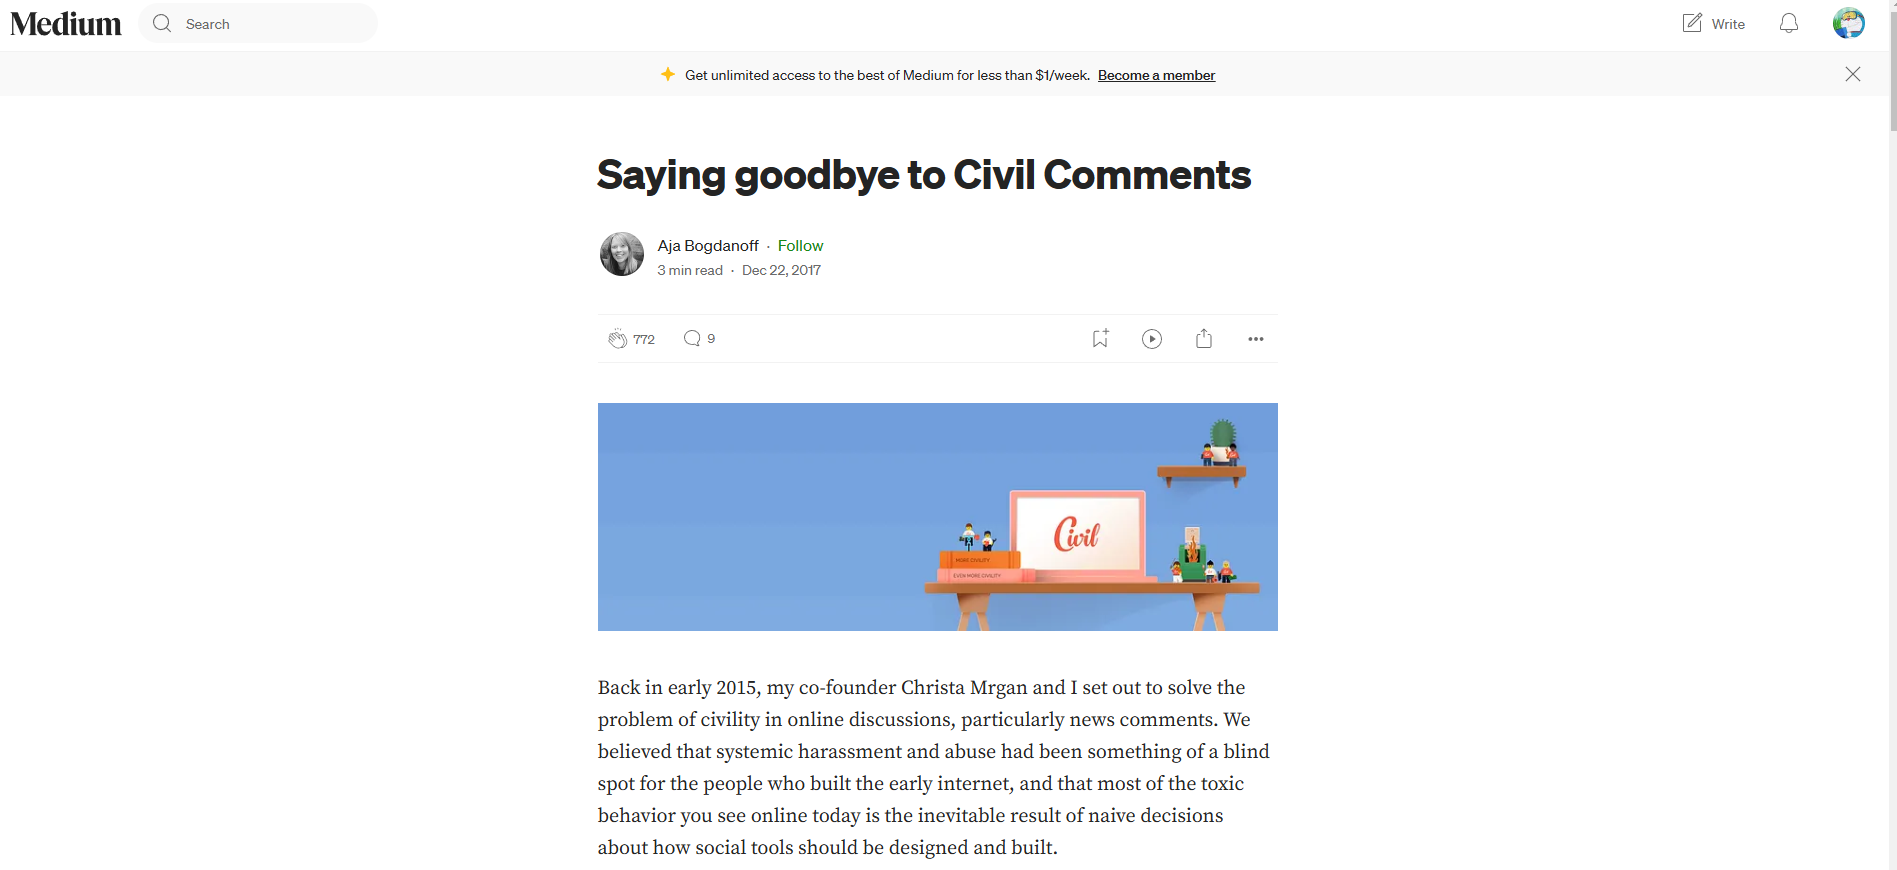 Medium
Search
Write
Get unlimited access to the best of Medium for less than $1/week. Become a member
Saying goodbye to Civil Comments
Aja Bogdanoff · Follow
3 min read · Dec 22, 2017
772
9
Civil
MORE CIVILITY
EVEN MORE CIVILITY
Back in early 2015, my co-founder Christa Mrgan and I set out to solve the
problem of civility in online discussions, particularly news comments. We
believed that systemic harassment and abuse had been something of a blind
spot for the people who built the early internet, and that most of the toxic
behavior you see online today is the inevitable result of naive decisions
about how social tools should be designed and built.